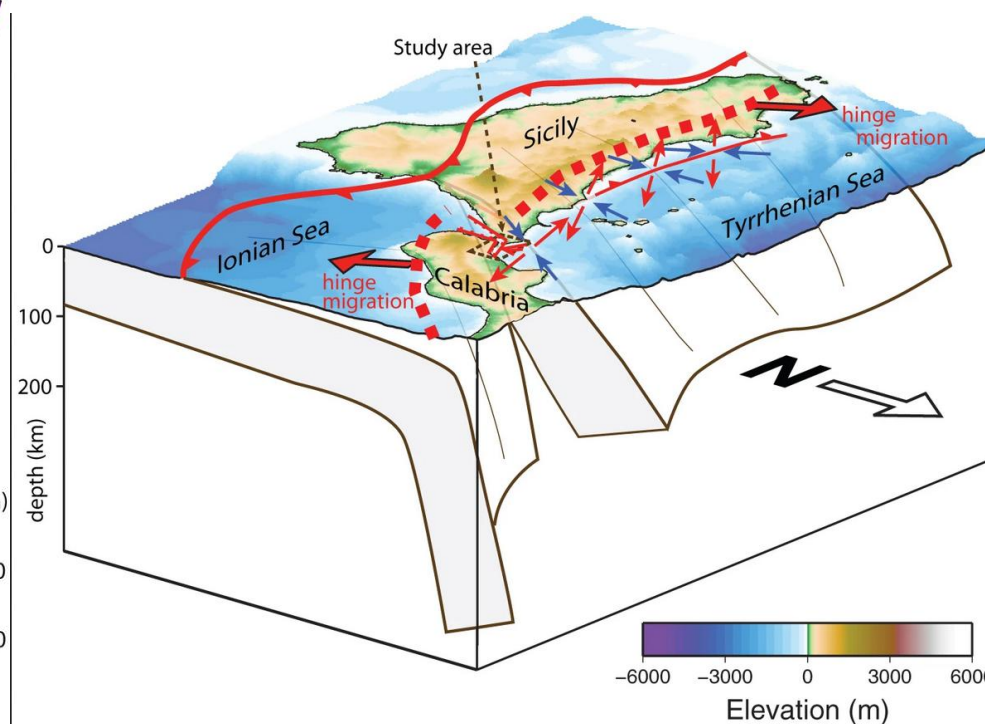 Study area
Sicily
hinge
migration
Tyrrhenian Sea
Ionian Sea
hinge
migration
Calabria
0
100
200
depth (km)
N
−6000 −3000 0 3000 6000
Elevation (m)